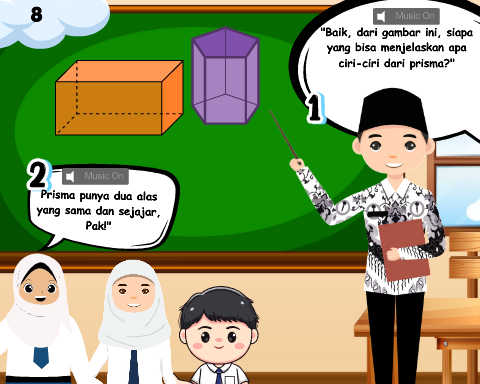 8
Music On
"Baik, dari gambar ini, siapa
yang bisa menjelaskan apa
ciri-ciri dari prisma?"
1
2
Music On
Prisma punya dua alas
yang sama dan sejajar,
Pak!"